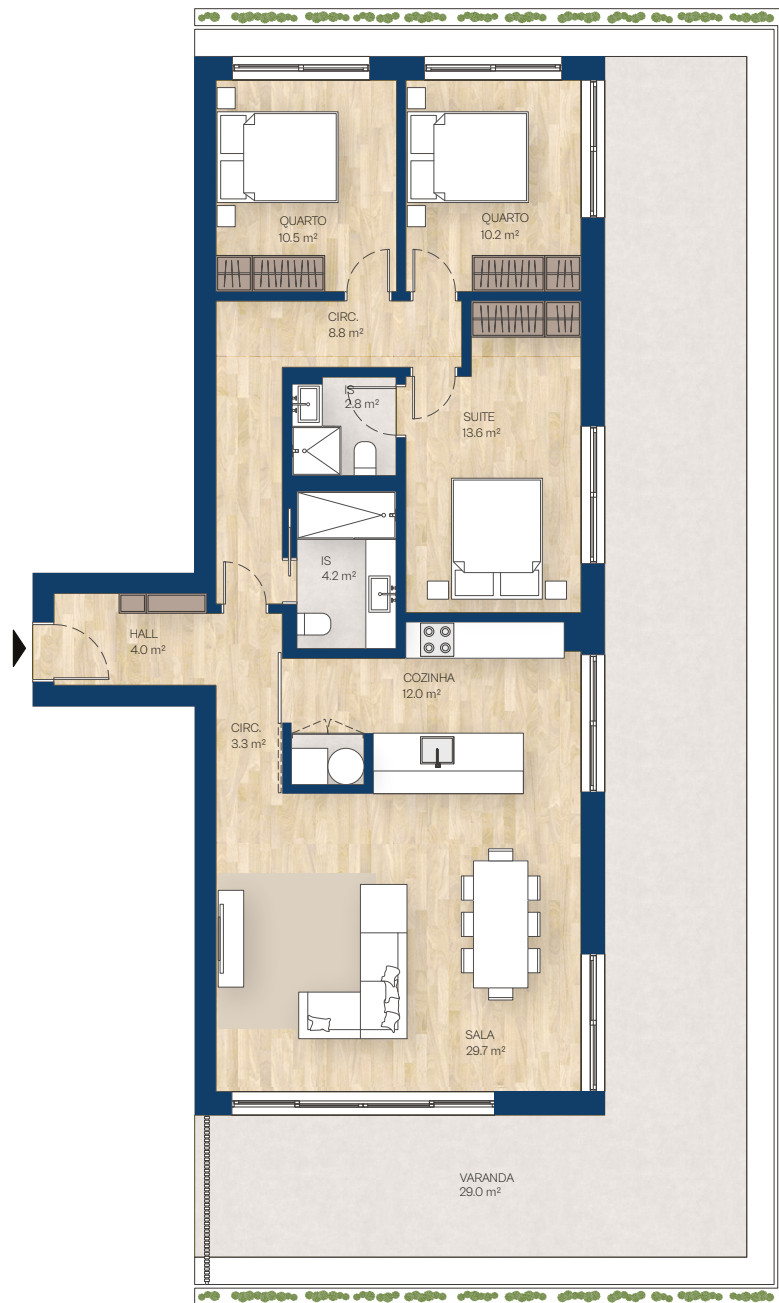 QUARTO
10.5 m²
QUARTO
10.2 m²
CIRC.
8.8 m²
IS
2.8 m²
SUITE
13.6 m²
IS
4.2 m²
HALL
4.0 m²
COZINHA
12.0 m²
CIRC.
3.3 m²
SALA
29.7 m²
VARANDA
29.0 m²